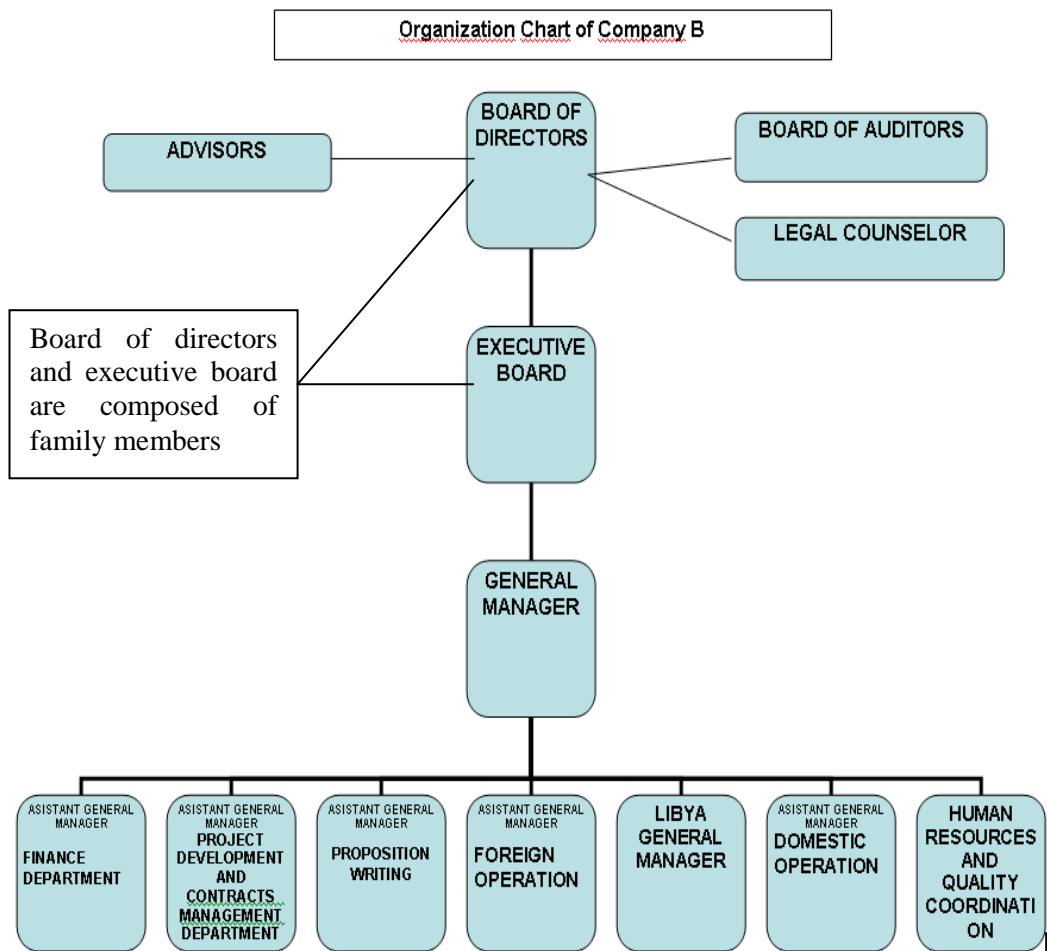 Organization Chart of Company B
BOARD OF
DIRECTORS
ADVISORS
BOARD OF AUDITORS
LEGAL COUNSELOR
Board of directors
and executive board
are composed of
family members
EXECUTIVE
BOARD
GENERAL
MANAGER
ASISTANT GENERAL
MANAGER
FINANCE
DEPARTMENT
ASISTANT GENERAL
MANAGER
PROJECT
DEVELOPMENT
AND
CONTRACTS
MANAGEMENT
DEPARTMENT
ASISTANT GENERAL
MANAGER
PROPOSITION
WRITING
ASISTANT GENERAL
MANAGER
FOREIGN
OPERATION
LIBYA
GENERAL
MANAGER
ASISTANT GENERAL
MANAGER
DOMESTIC
OPERATION
HUMAN
RESOURCES
AND
QUALITY
COORDINATI
ON